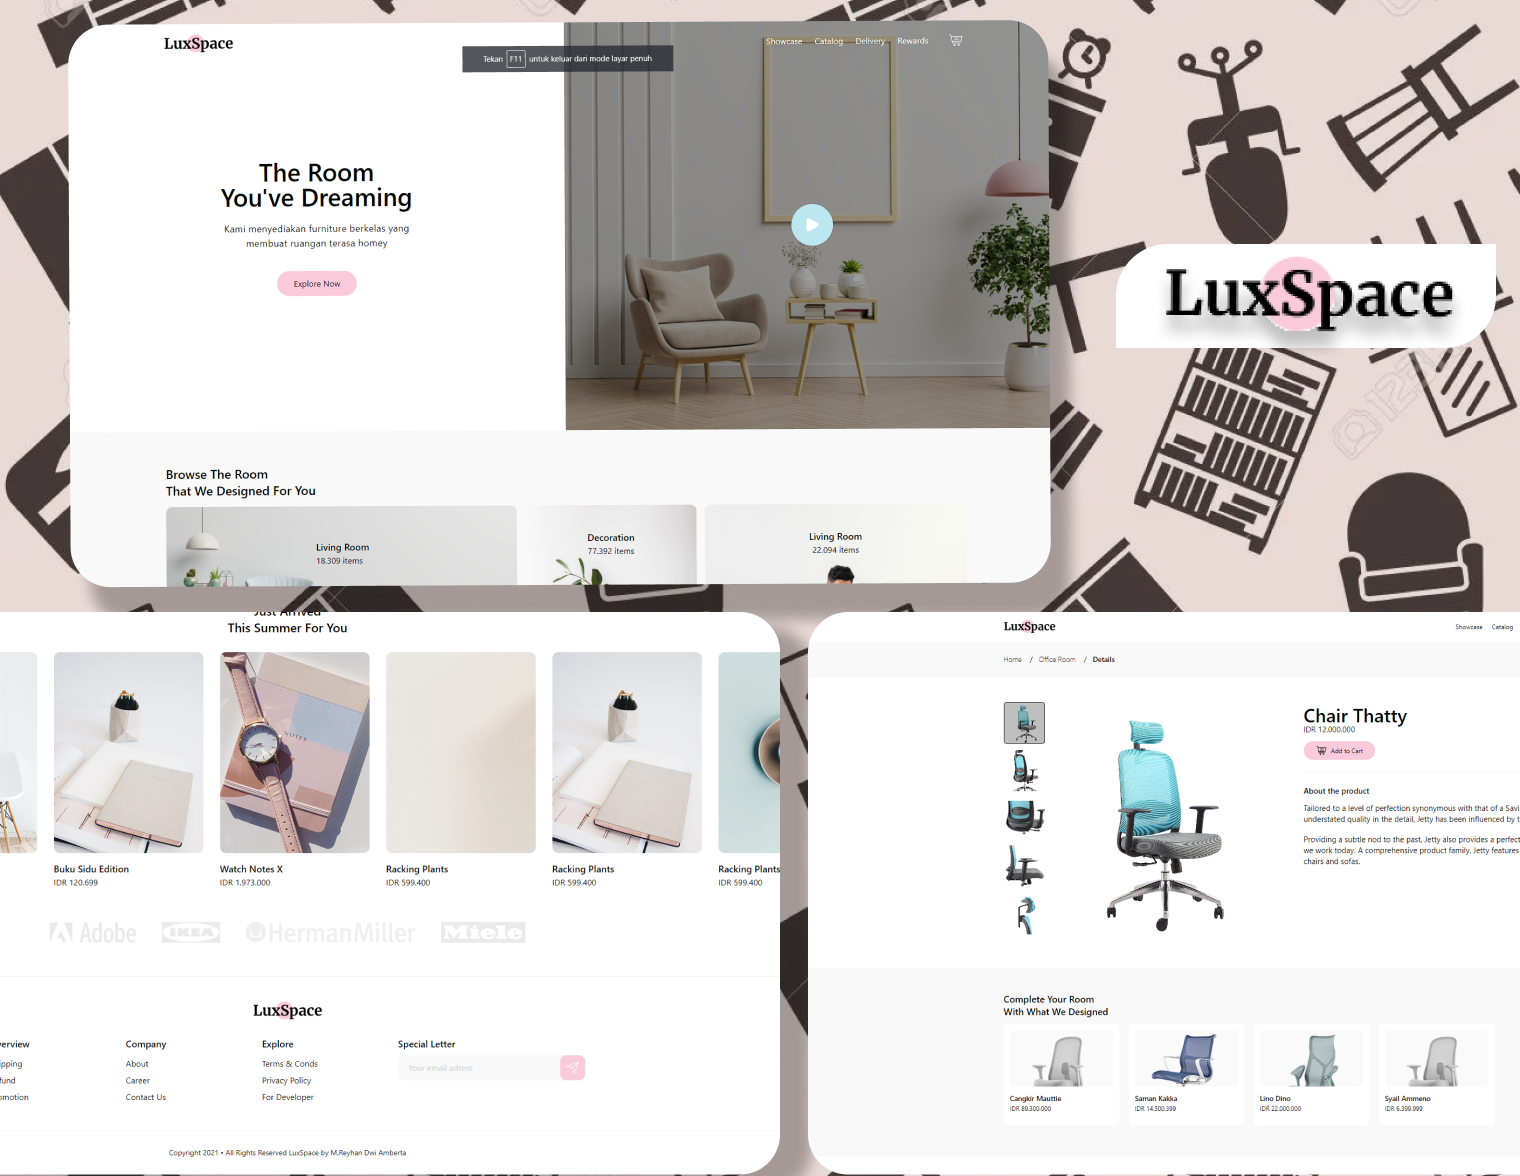 LuxSpace
Showcase Catalog Delivery Rewards
Tekan F11 untuk keluar dari mode layar penuh
The Room
You've Dreaming
Kami menyediakan furniture berkelas yang
membuat ruangan terasa homey
Explore Now
Browse The Room
That We Designed For You
Living Room
18.309 items
Decoration
77.392 items
Living Room
22.094 items
LuxSpace
Just Arrived
This Summer For You
NOTES
Buku Sidu Edition
IDR 120.699
Watch Notes X
IDR 1.973.000
Racking Plants
IDR 599.400
Racking Plants
IDR 599.400
Racking Plants
IDR 599.400
Adobe
IKEA
HermanMiller
Miele
LuxSpace
erview
ipping
fund
omotion
Company
About
Career
Contact Us
Explore
Terms & Conds
Privacy Policy
For Developer
Special Letter
Your email adress
Copyright 2021 • All Rights Reserved LuxSpace by M.Reyhan Dwi Amberta
LuxSpace
Showcase Catalog
Home / Office Room / Details
Chair Thatty
IDR 12.000.000
Add to Cart
About the product
Tailored to a level of perfection synonymous with that of a Savi
understated quality in the detail, Jetty has been influenced by t
Providing a subtle nod to the past, Jetty also provides a perfect
we work today. A comprehensive product family, Jetty features
chairs and sofas.
Complete Your Room
With What We Designed
Cangkir Mauttie
IDR 89.300.000
Saman Kakka
IDR 14.500.399
Lino Dino
IDR 22.000.000
Syail Ammeno
IDR 6.399.999